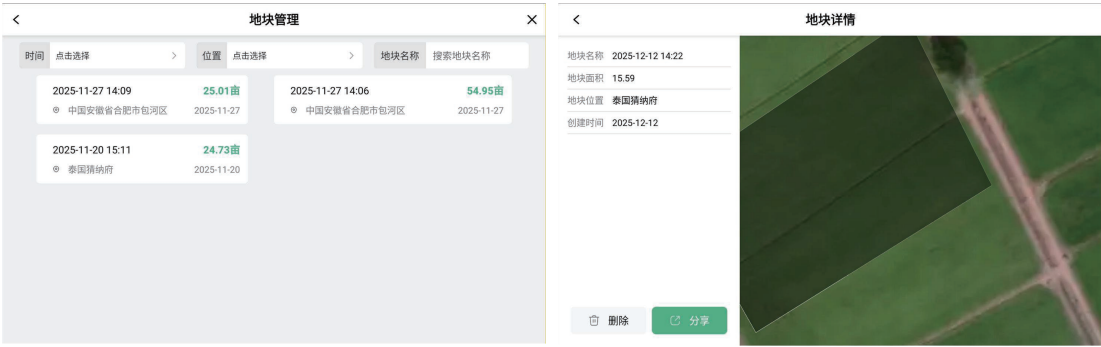 地块管理
时间 点击选择 位置 点击选择 地块名称 搜索地块名称
2025-11-27 14:09 25.01亩
中国安徽省合肥市包河区 2025-11-27
2025-11-27 14:06 54.95亩
中国安徽省合肥市包河区 2025-11-27
2025-11-20 15:11 24.73亩
泰国猜纳府 2025-11-20
地块详情
地块名称 2025-12-12 14:22
地块面积 15.59
地块位置 泰国猜纳府
创建时间 2025-12-12
删除 分享